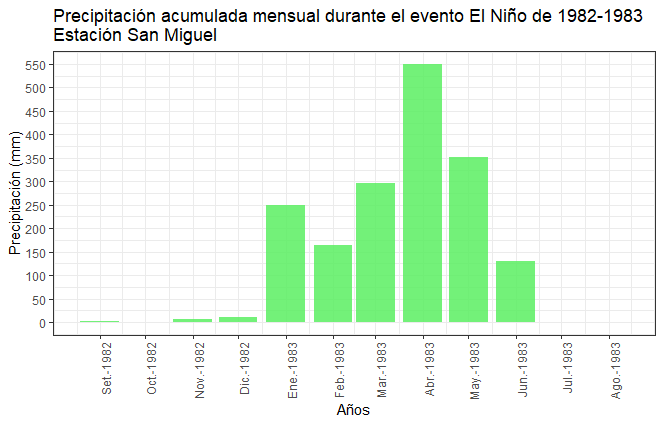 Precipitación acumulada mensual durante el evento El Niño de 1982-1983
Estación San Miguel
Precipitación (mm)
550
500
450
400
350
300
250
200
150
100
50
0
Set.-1982
Oct.-1982
Nov.-1982
Dic.-1982
Ene.-1983
Feb.-1983
Mar.-1983
Abr.-1983
May.-1983
Jun.-1983
Jul.-1983
Ago.-1983
Años